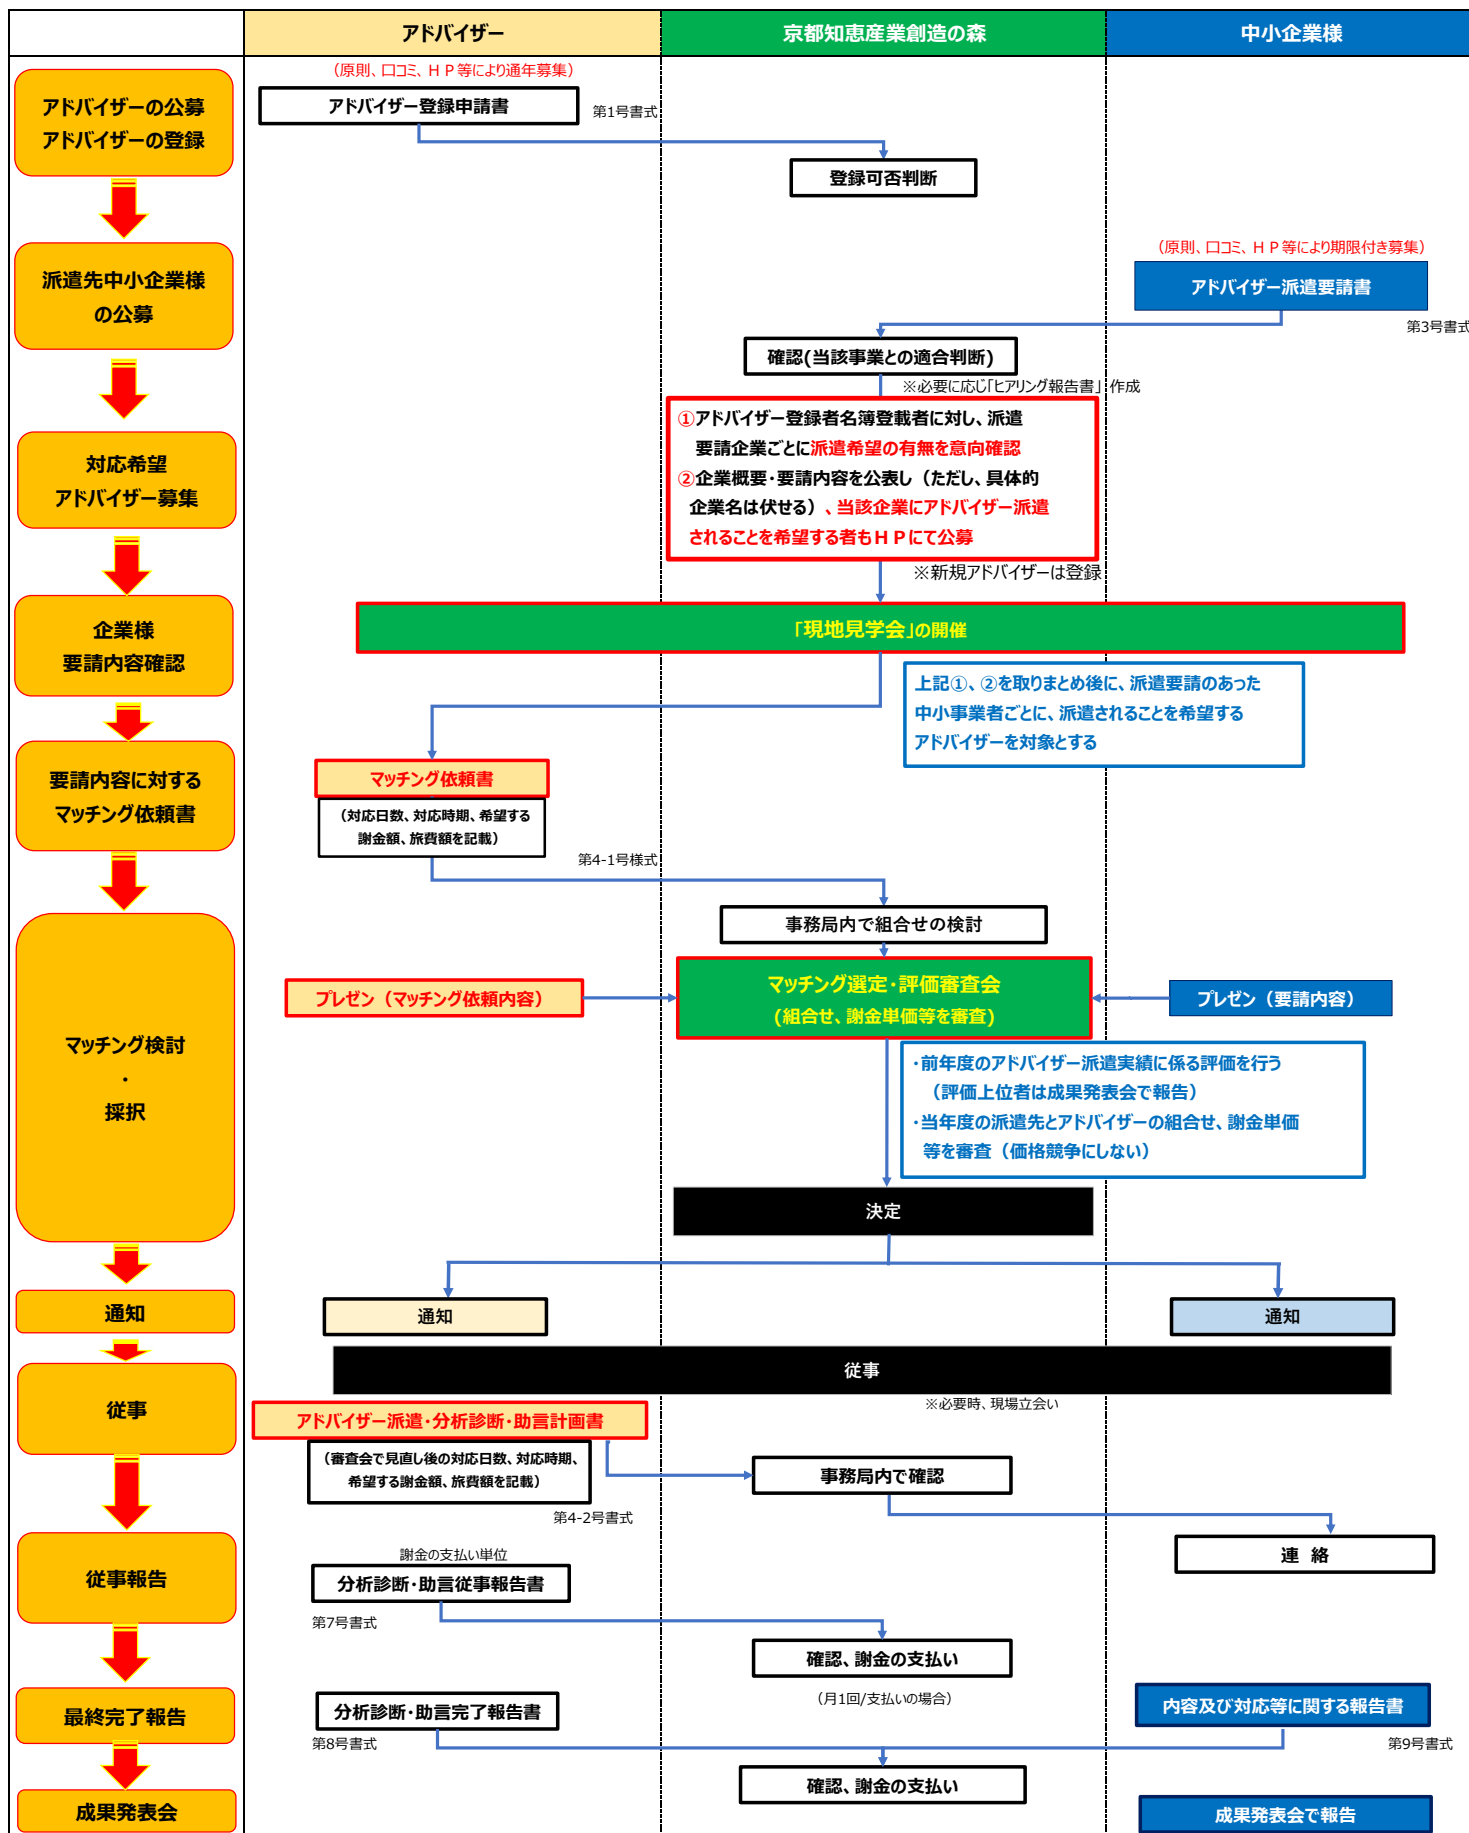 アドバイザー
京都知恵産業創造の森
中小企業様
アドバイザーの公募
アドバイザーの登録
（原則、口コミ、ＨＰ等により通年募集）
アドバイザー登録申請書
第1号書式
登録可否判断
派遣先中小企業様
の公募
（原則、口コミ、ＨＰ等により期限付き募集）
アドバイザー派遣要請書
第3号書式
確認(当該事業との適合判断)
※必要に応じ「ヒアリング報告書」作成
対応希望
アドバイザー募集
①アドバイザー登録者名簿登載者に対し、派遣
要請企業ごとに派遣希望の有無を意向確認
②企業概要・要請内容を公表し（ただし、具体的
企業名は伏せる）、当該企業にアドバイザー派遣
されることを希望する者もＨＰにて公募
※新規アドバイザーは登録
企業様
要請内容確認
「現地見学会」の開催
上記①、②を取りまとめ後に、派遣要請のあった
中小事業者ごとに、派遣されることを希望する
アドバイザーを対象とする
要請内容に対する
マッチング依頼書
マッチング依頼書
（対応日数、対応時期、希望する
謝金額、旅費額を記載）
第4-1号様式
マッチング検討
・
採択
事務局内で組合せの検討
プレゼン（マッチング依頼内容）
マッチング選定・評価審査会
(組合せ、謝金単価等を審査)
プレゼン（要請内容）
・前年度のアドバイザー派遣実績に係る評価を行う
（評価上位者は成果発表会で報告）
・当年度の派遣先とアドバイザーの組合せ、謝金単価
等を審査（価格競争にしない）
決定
通知
通知
通知
従事
従事
※必要時、現場立会い
アドバイザー派遣・分析診断・助言計画書
（審査会で見直し後の対応日数、対応時期、
希望する謝金額、旅費額を記載）
第4-2号書式
事務局内で確認
連 絡
従事報告
謝金の支払い単位
分析診断・助言従事報告書
第7号書式
確認、謝金の支払い
（月1回/支払いの場合）
最終完了報告
分析診断・助言完了報告書
第8号書式
内容及び対応等に関する報告書
第9号書式
確認、謝金の支払い
成果発表会
成果発表会で報告